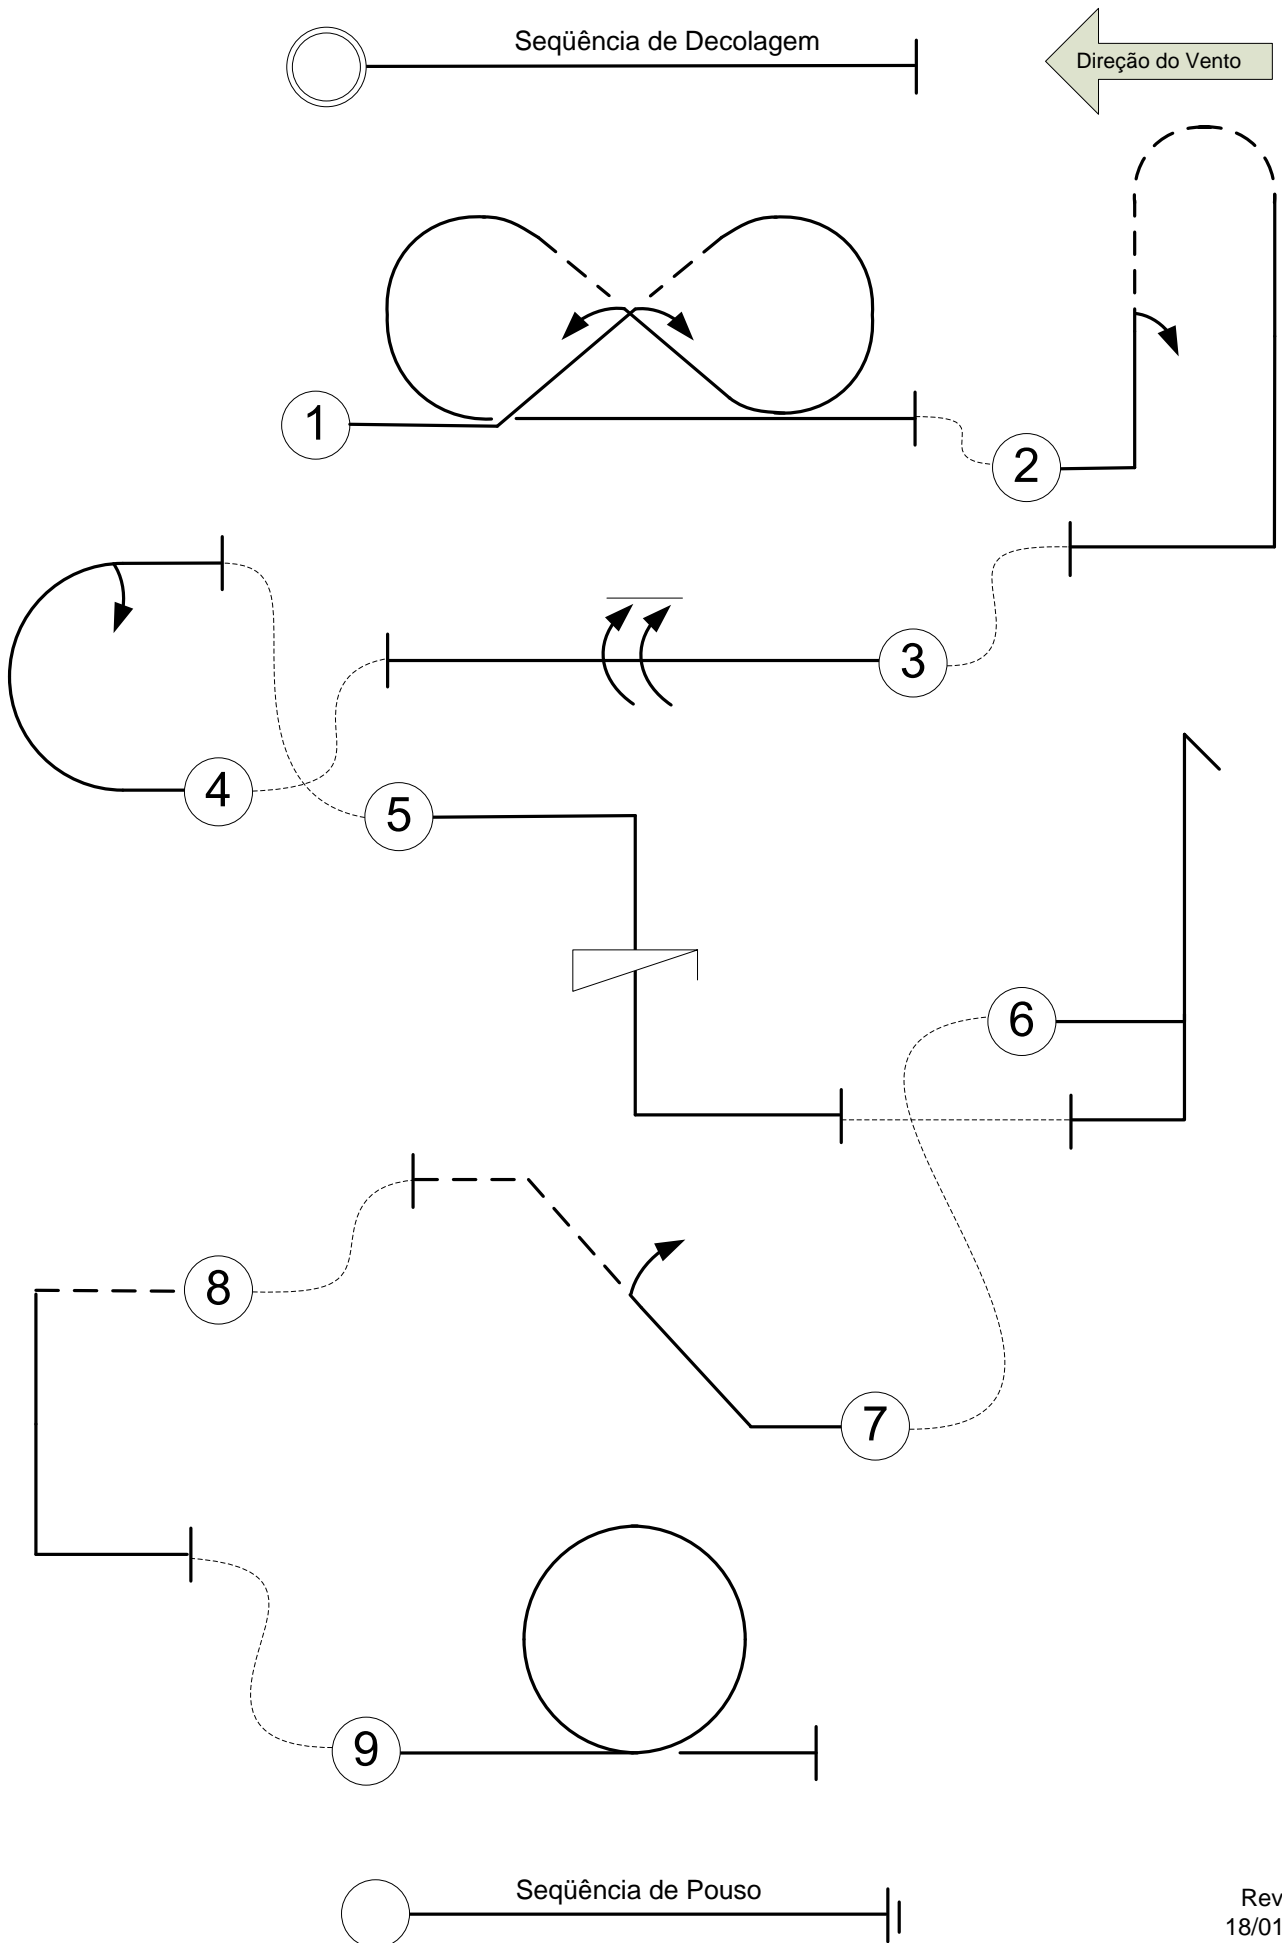 Seqüência de Decolagem
Direção do Vento
1
2
3
4
5
6
7
8
9
Seqüência de Pouso
Rev
18/01